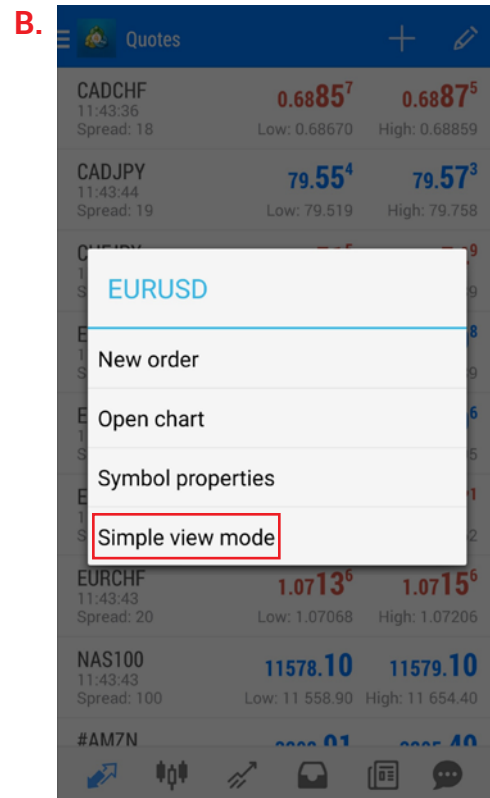 B.
Quotes
CADCHF
11:43:36
Spread: 18
0.68857
0.68875
Low: 0.68670
High: 0.68859
CADJPY
11:43:44
Spread: 19
79.554
79.573
Low: 79.519
High: 79.758
EURUSD
New order
Open chart
Symbol properties
Simple view mode
EURCHF
11:43:43
Spread: 20
1.07136
1.07156
Low: 1.07068
High: 1.07206
NAS100
11:43:43
Spread: 100
11578.10
11579.10
Low: 11 558.90
High: 11 654.40